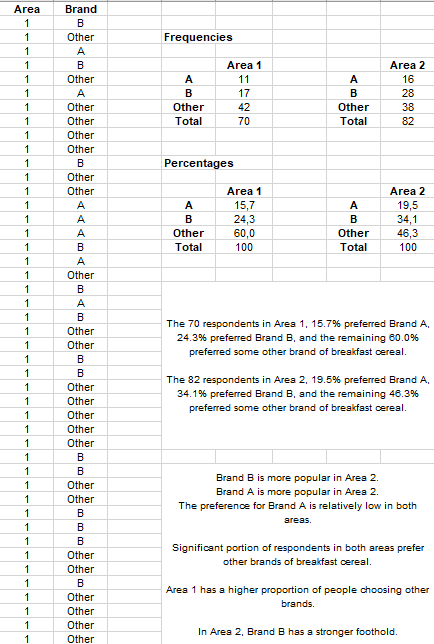 Area Brand
1 B
1 Other
1 A
1 B
1 Other
1 A
1 Other
1 Other
1 Other
1 Other
1 B
1 Other
1 Other
1 A
1 A
1 A
1 B
1 A
1 Other
1 B
1 A
1 B
1 Other
1 Other
1 B
1 B
1 Other
1 Other
1 Other
1 Other
1 Other
1 B
1 B
1 Other
1 Other
1 B
1 B
1 B
1 Other
1 Other
1 B
1 Other
1 Other
1 Other
1 Other
Frequencies
Area 1 Area 2
A 11 A 16
B 17 B 28
Other 42 Other 38
Total 70 Total 82
Percentages
Area 1 Area 2
A 15,7 A 19,5
B 24,3 B 34,1
Other 60,0 Other 46,3
Total 100 Total 100
The 70 respondents in Area 1, 15.7% preferred Brand A,
24.3% preferred Brand B, and the remaining 60.0%
preferred some other brand of breakfast cereal.
The 82 respondents in Area 2, 19.5% preferred Brand A,
34.1% preferred Brand B, and the remaining 46.3%
preferred some other brand of breakfast cereal.
Brand B is more popular in Area 2.
Brand A is more popular in Area 2.
The preference for Brand A is relatively low in both
areas.
Significant portion of respondents in both areas prefer
other brands of breakfast cereal.
Area 1 has a higher proportion of people choosing other
brands.
In Area 2, Brand B has a stronger foothold.